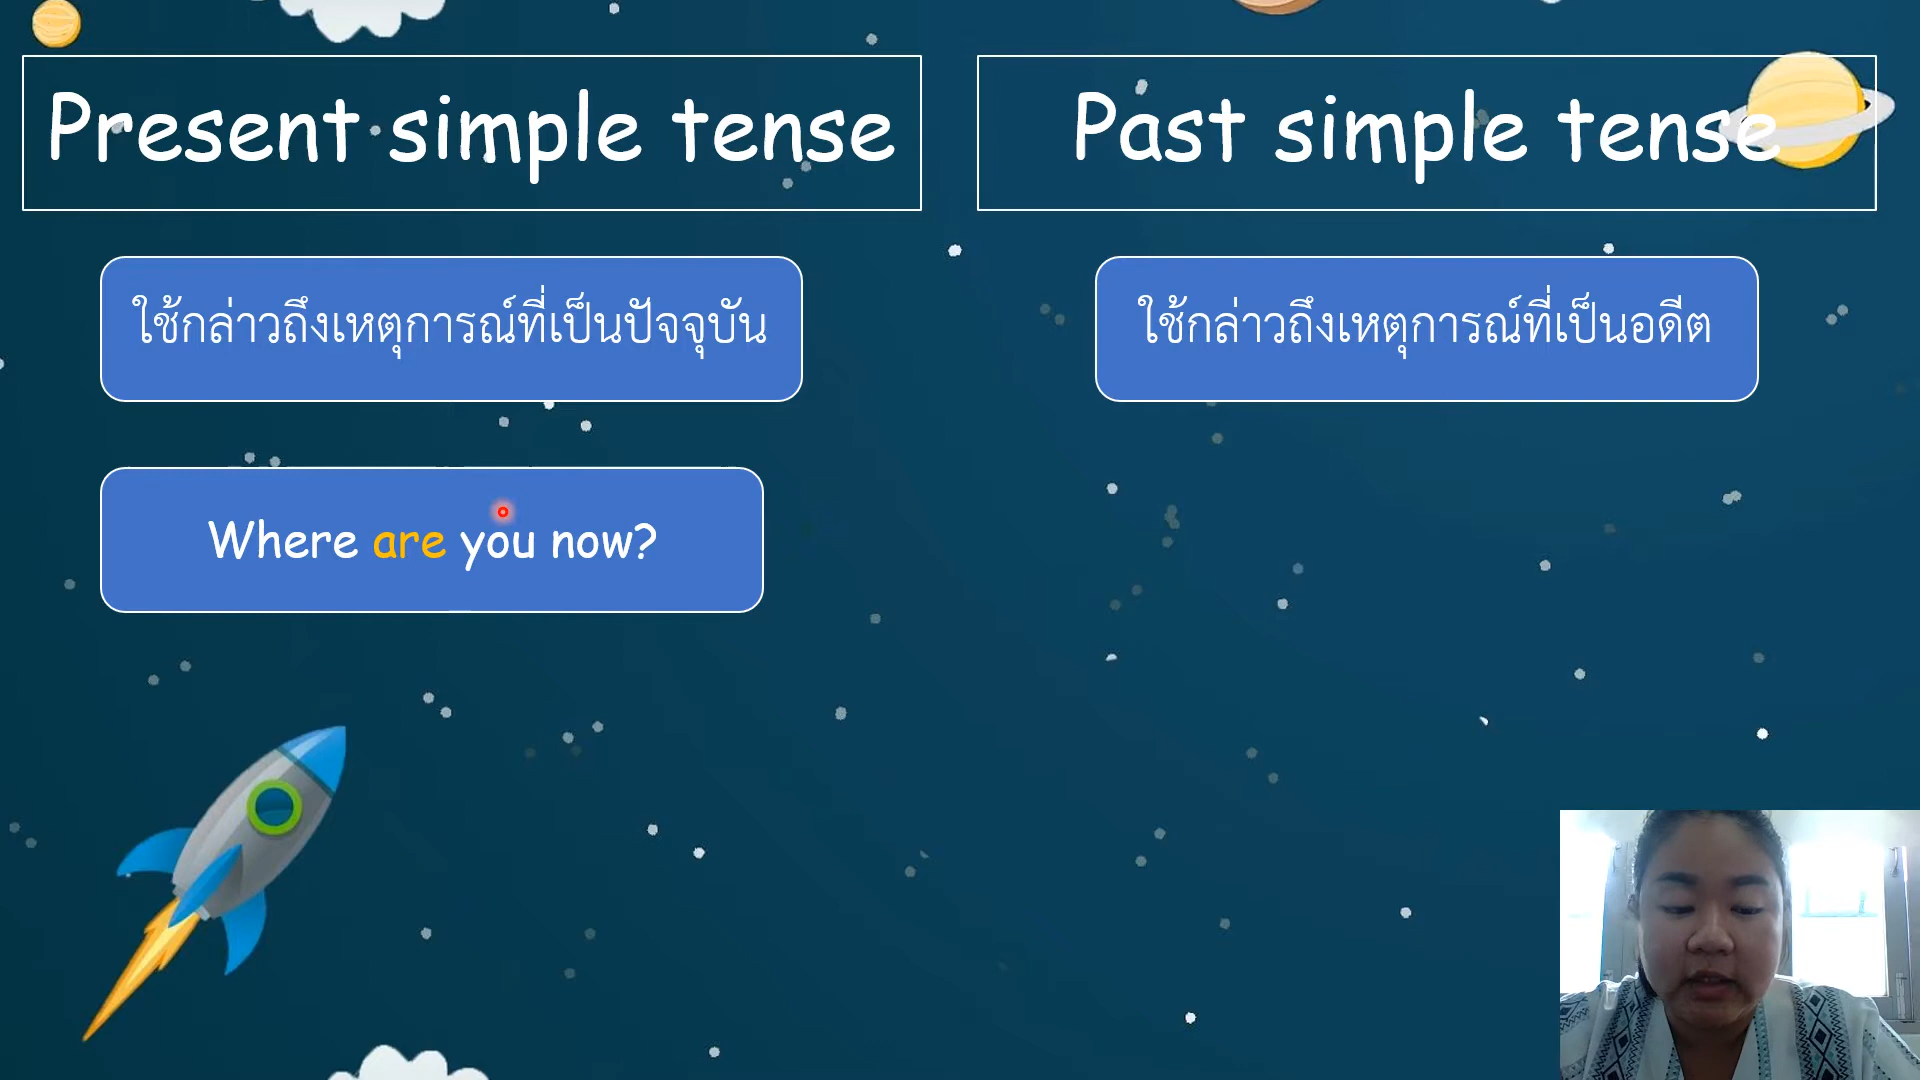 Present simple tense
Past simple tense
ใช้กล่าวถึงเหตุการณ์ที่เป็นปัจจุบัน
ใช้กล่าวถึงเหตุการณ์ที่เป็นอดีต
Where are you now?